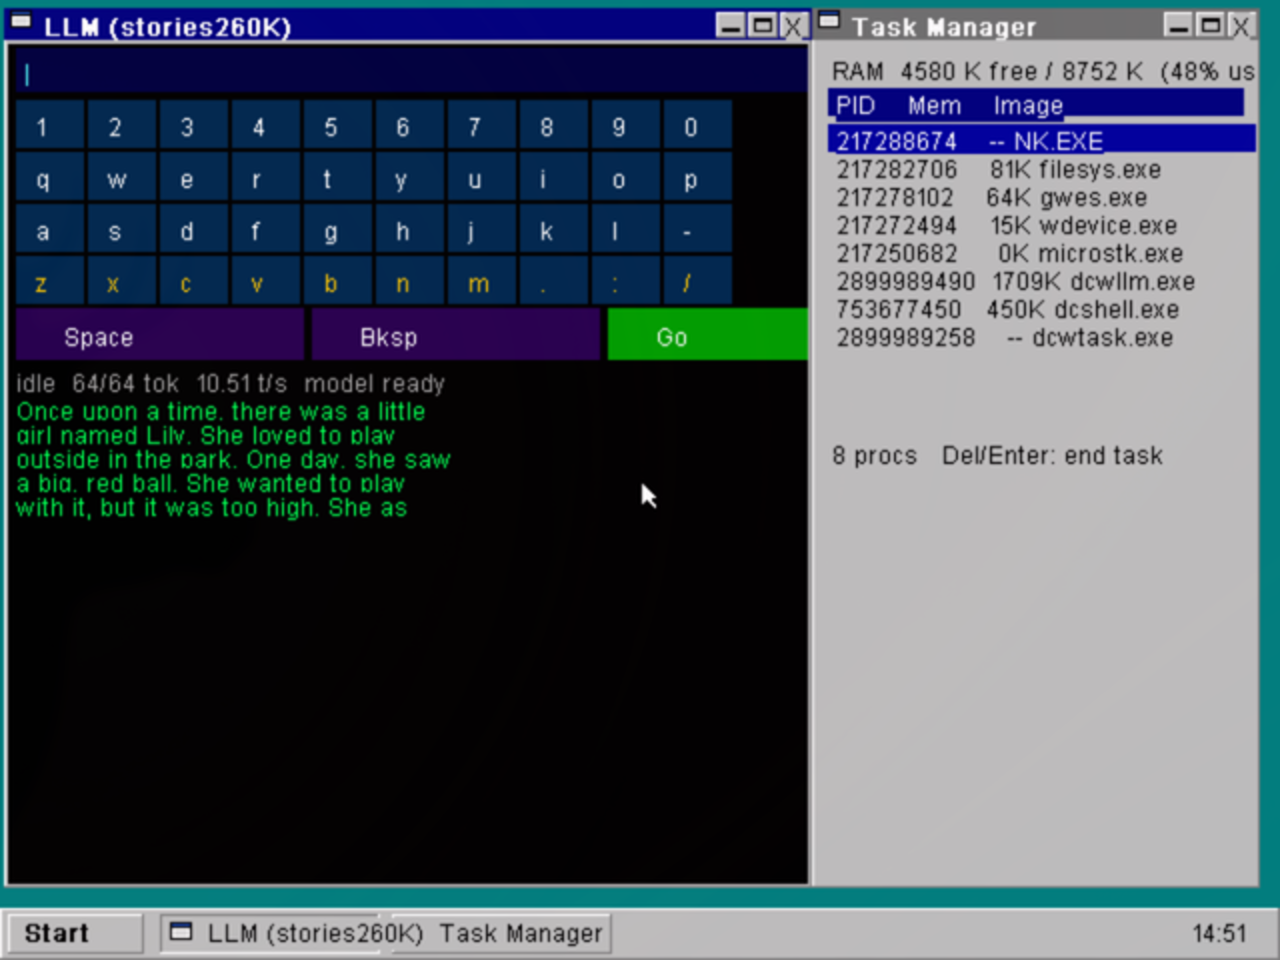 LLM (stories260K)
1 2 3 4 5 6 7 8 9 0
q w e r t y u i o p
a s d f g h j k l -
z x c v b n m . : /
Space Bksp Go
idle 64/64 tok 10.51 t/s model ready
Once upon a time, there was a little
girl named Lily. She loved to play
outside in the park. One day, she saw
a big, red ball. She wanted to play
with it, but it was too high. She as
Task Manager
RAM 4580 K free / 8752 K (48% us
PID Mem Image
217288674 -- NK.EXE
217282706 81K filesys.exe
217278102 64K gwes.exe
217272494 15K wdevice.exe
217250682 0K microstk.exe
2899989490 1709K dcwllm.exe
753677450 450K dcshell.exe
2899989258 -- dcwtask.exe
8 procs Del/Enter: end task
Start LLM (stories260K) Task Manager 14:51